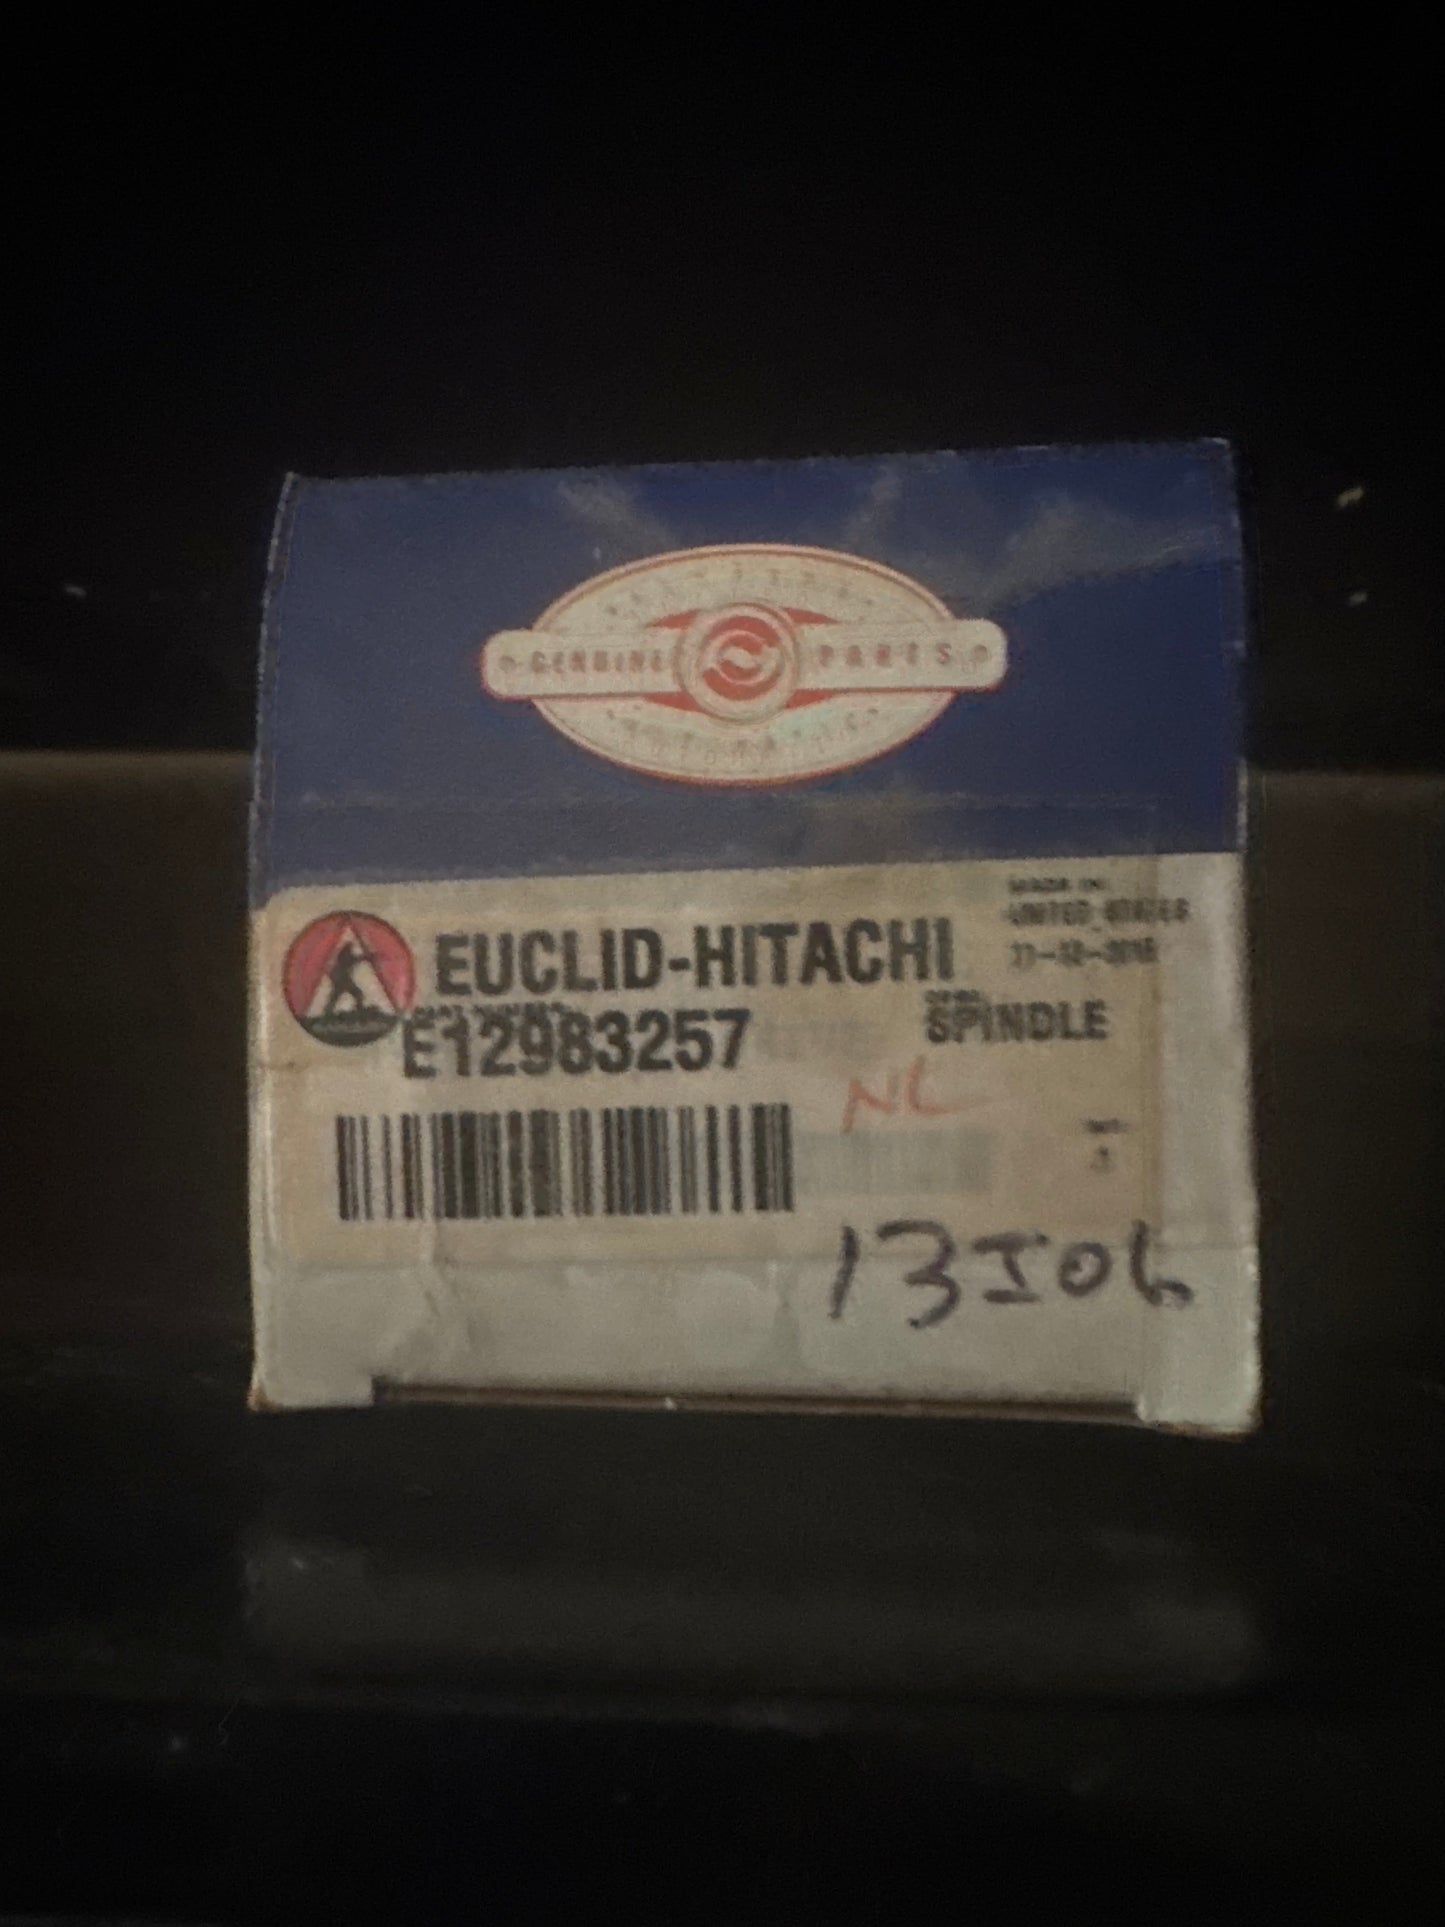 GENUINE PARTS
MADE IN
UNITED STATES
EUCLID-HITACHI
E12983257
SPINDLE
NL
13J06